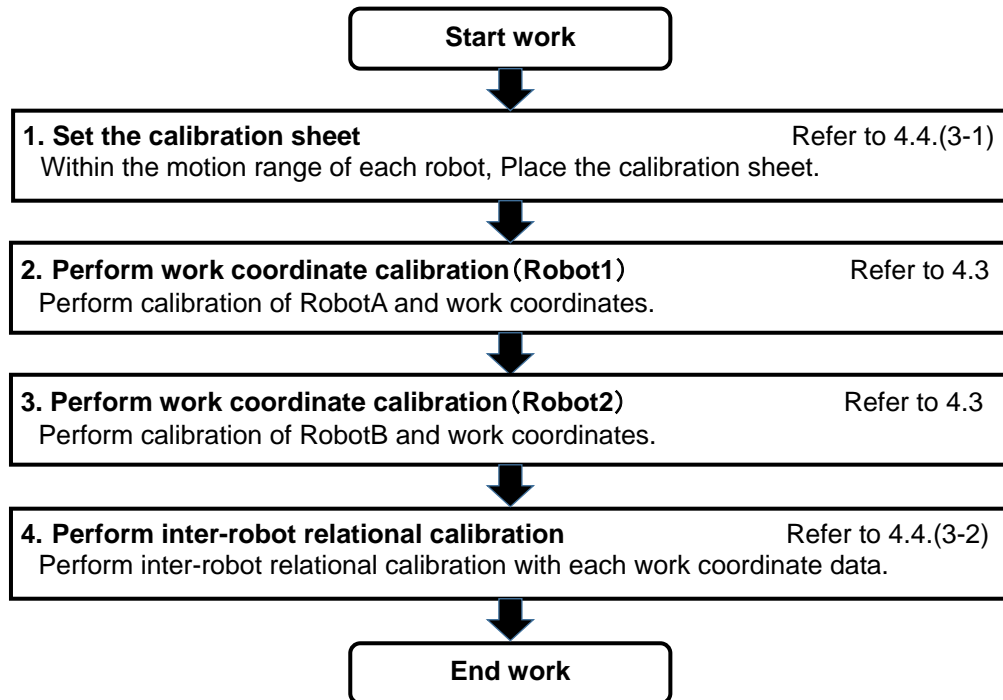 Start work
1. Set the calibration sheet Refer to 4.4.(3-1)
Within the motion range of each robot, Place the calibration sheet.
2. Perform work coordinate calibration（Robot1） Refer to 4.3
Perform calibration of RobotA and work coordinates.
3. Perform work coordinate calibration（Robot2） Refer to 4.3
Perform calibration of RobotB and work coordinates.
4. Perform inter-robot relational calibration Refer to 4.4.(3-2)
Perform inter-robot relational calibration with each work coordinate data.
End work